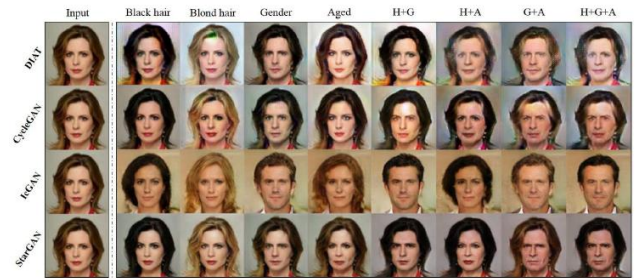 Input Black hair Blond hair Gender Aged H+G H+A G+A H+G+A
DIAT
CycleGAN
IcGAN
StarGAN